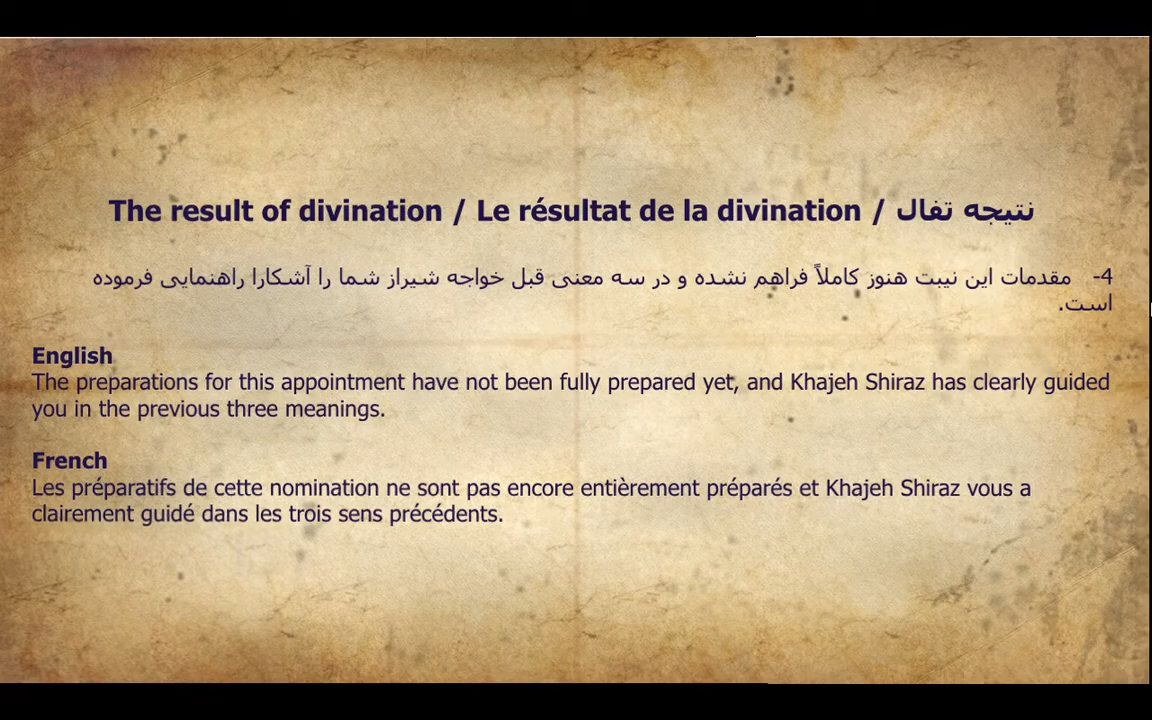 The result of divination / Le résultat de la divination / نتیجه تفال
4- مقدمات این نیبت هنوز کاملاً فراهم نشده و در سه معنی قبل خواجه شیراز شما را آشکارا راهنمایی فرموده
است.
English
The preparations for this appointment have not been fully prepared yet, and Khajeh Shiraz has clearly guided
you in the previous three meanings.
French
Les préparatifs de cette nomination ne sont pas encore entièrement préparés et Khajeh Shiraz vous a
clairement guidé dans les trois sens précédents.